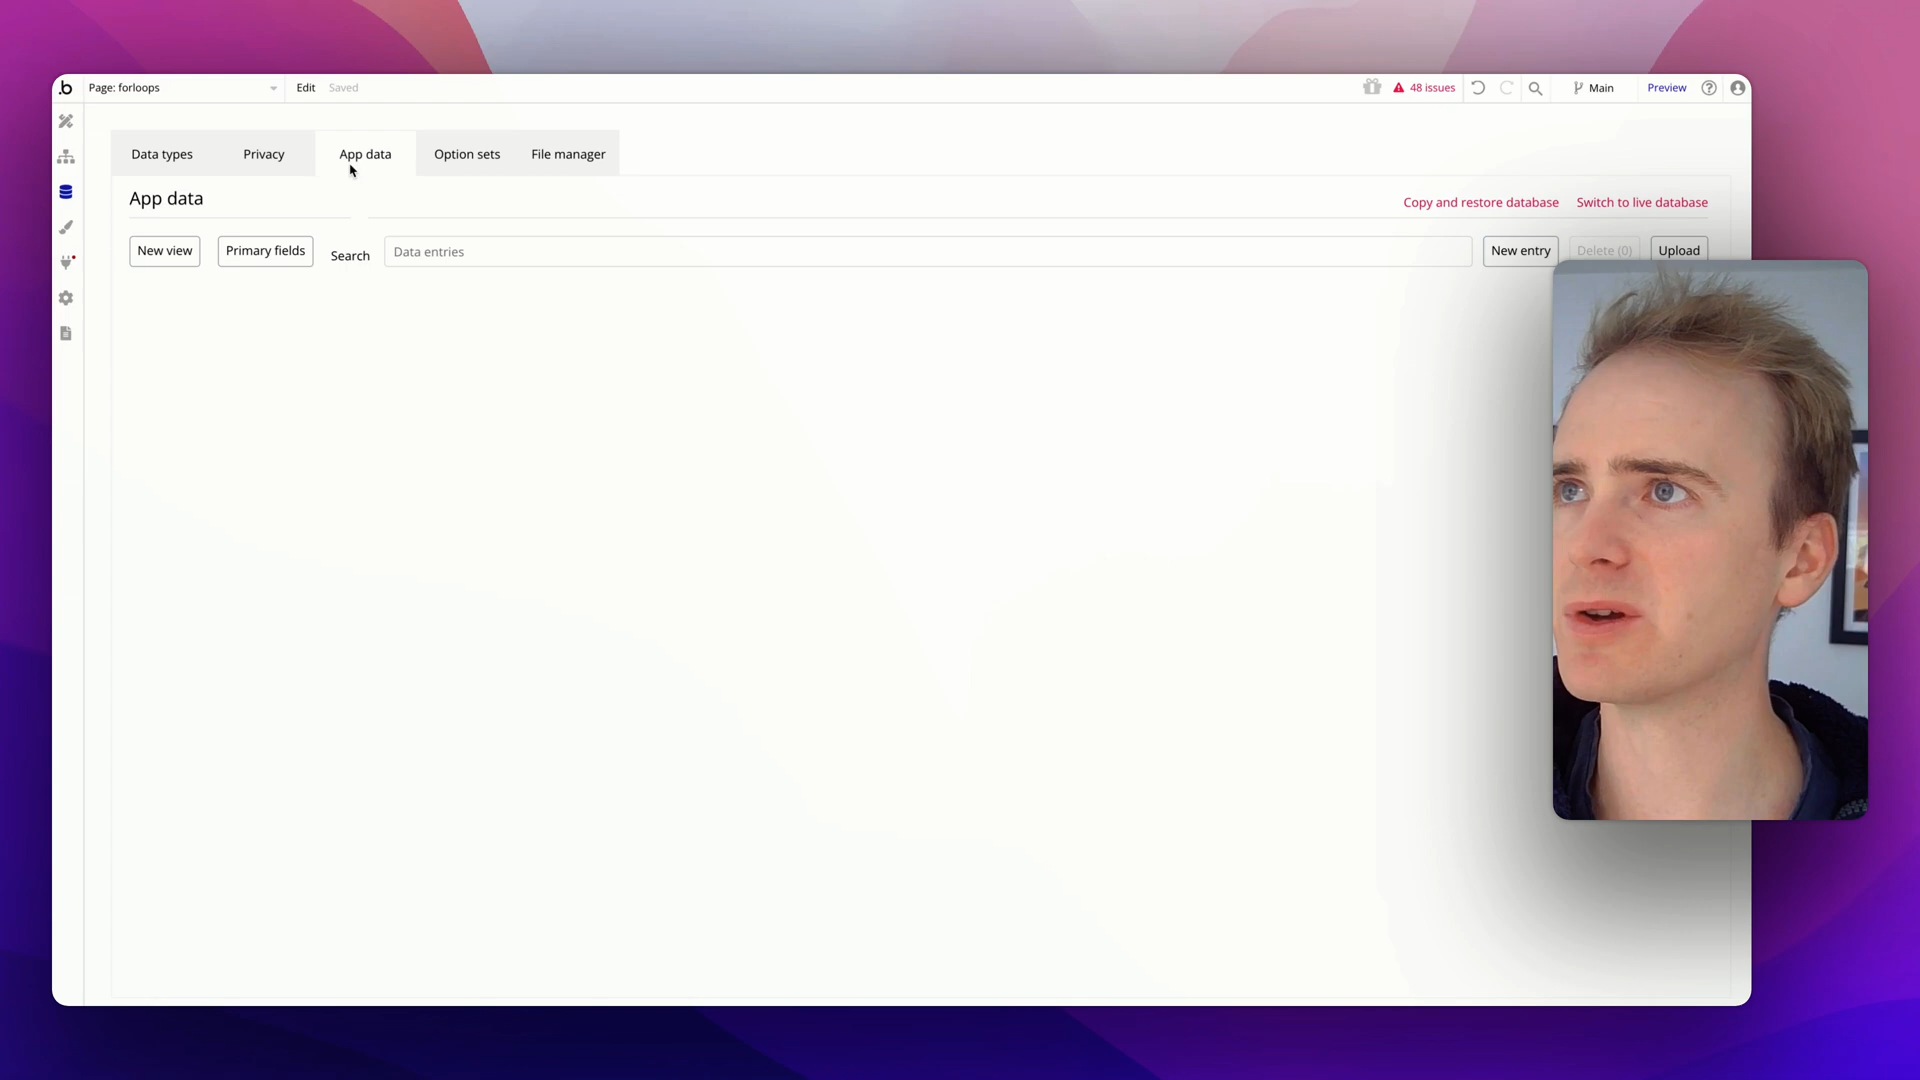 .b Page: forloops Edit Saved 48 issues Main Preview ?
Data types Privacy App data Option sets File manager
App data Copy and restore database Switch to live database
New view Primary fields Search Data entries New entry Delete (0) Upload